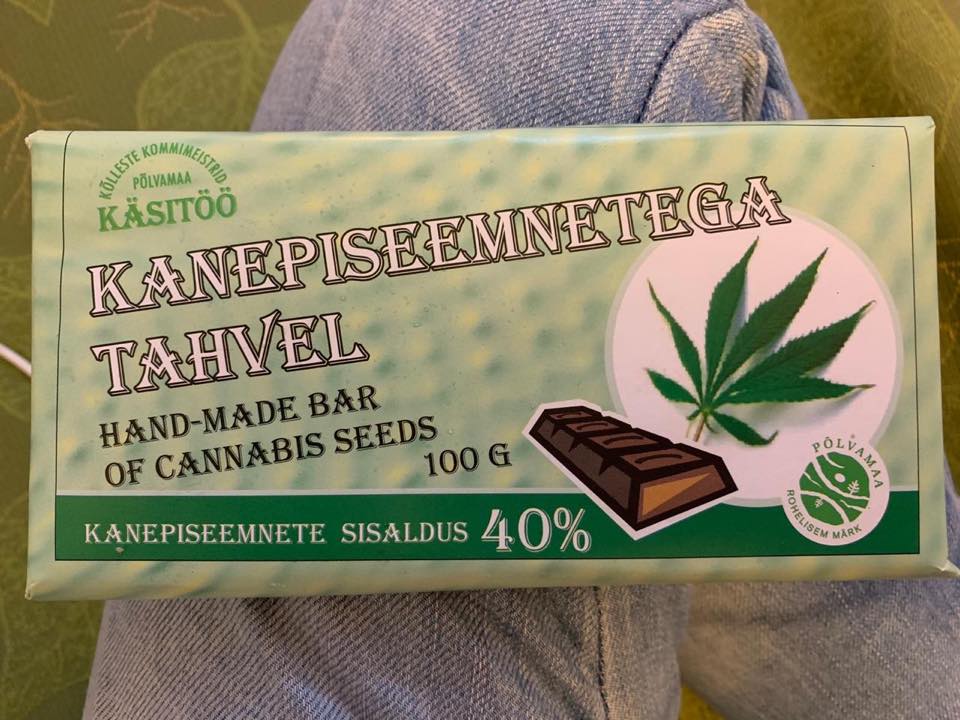 KÕLLESTE KOMMIMEISTRID
PÕLVAMAA
KÄSITÖÖ
KANEPISEEMNETEGA
TAHVEL
HAND-MADE BAR
OF CANNABIS SEEDS
100 G
KANEPISEEMNETE SISALDUS 40%
PÕLVAMAA
ROHELISEM MÄRK